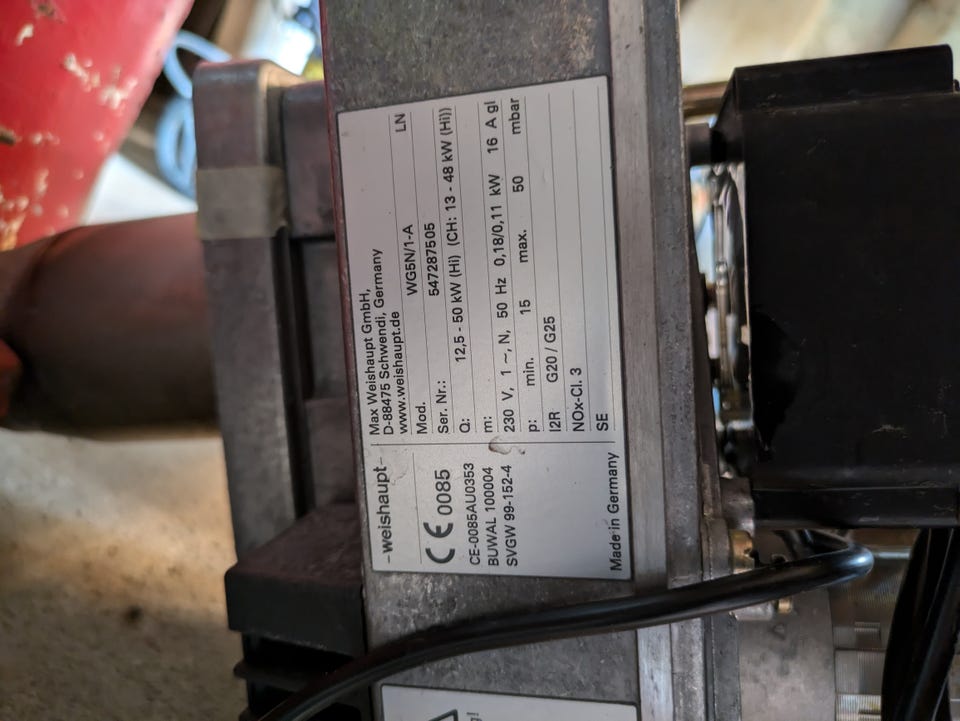 -weishaupt-
CE 0085
CE-0085AU0353
BUWAL 100004
SVGW 99-152-4
Made in Germany
Max Weishaupt GmbH,
D-88475 Schwendi, Germany
www.weishaupt.de
Mod. WG5N/1-A LN
Ser. Nr.: 547287505
Q: 12,5 - 50 kW (Hi) (CH: 13 - 48 kW (Hi))
m:
230 V, 1 ~, N, 50 Hz 0,18/0,11 kW 16 A gl
p: min. 15 max. 50 mbar
I2R G20 / G25
NOx-Cl. 3
SE